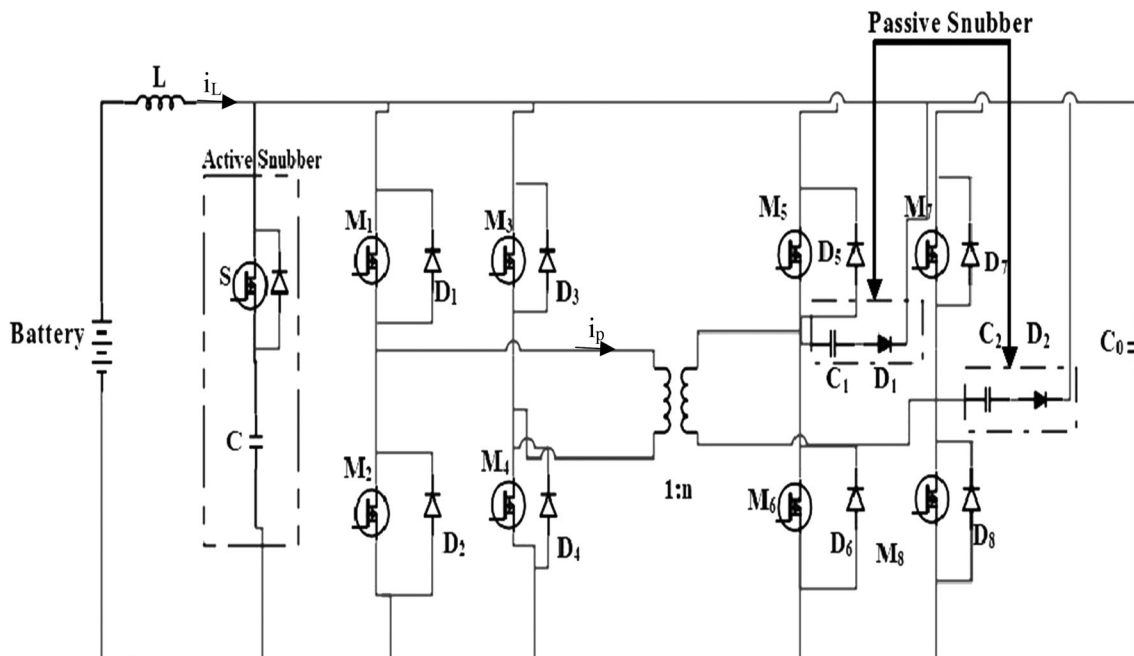 Passive Snubber
L
iL
Active Snubber
M1
M3
M5
M7
S
D1
D3
D5
D7
Battery
ip
C1
D1
C2
D2
C0
C
M2
M4
1:n
M6
M8
D2
D4
D6
D8